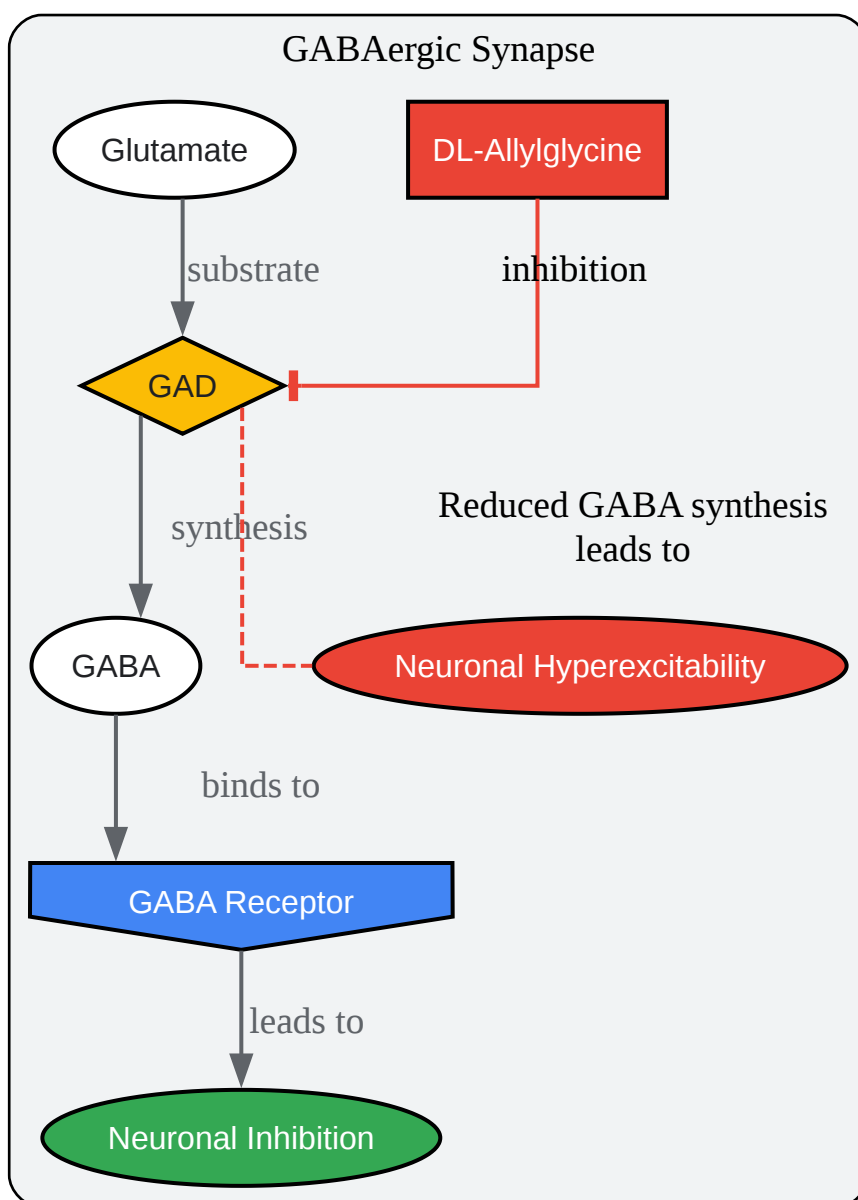 GABAergic Synapse
Glutamate
DL-Allylglycine
substrate
inhibition
GAD
synthesis
Reduced GABA synthesis
leads to
GABA
Neuronal Hyperexcitability
binds to
GABA Receptor
leads to
Neuronal Inhibition